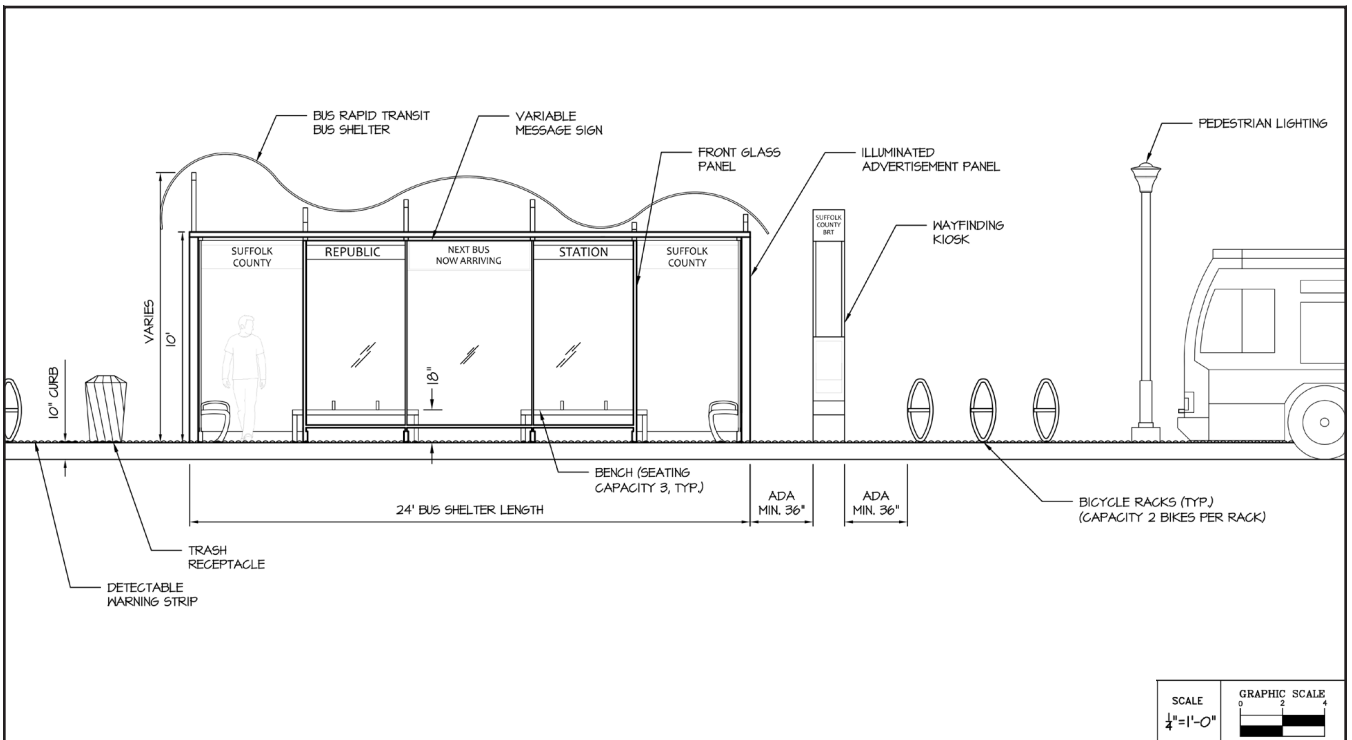 BUS RAPID TRANSIT
BUS SHELTER
VARIABLE
MESSAGE SIGN
FRONT GLASS
PANEL
ILLUMINATED
ADVERTISEMENT PANEL
PEDESTRIAN LIGHTING
SUFFOLK
COUNTY
BRT
WAYFINDING
KIOSK
SUFFOLK
COUNTY
REPUBLIC
NEXT BUS
NOW ARRIVING
STATION
SUFFOLK
COUNTY
VARIES
10'
10" CURB
18"
BENCH (SEATING
CAPACITY 3, TYP.)
24' BUS SHELTER LENGTH
ADA
MIN. 36"
ADA
MIN. 36"
BICYCLE RACKS (TYP.)
(CAPACITY 2 BIKES PER RACK)
TRASH
RECEPTACLE
DETECTABLE
WARNING STRIP
SCALE
1/4"=1'-0"
GRAPHIC SCALE
0 2 4